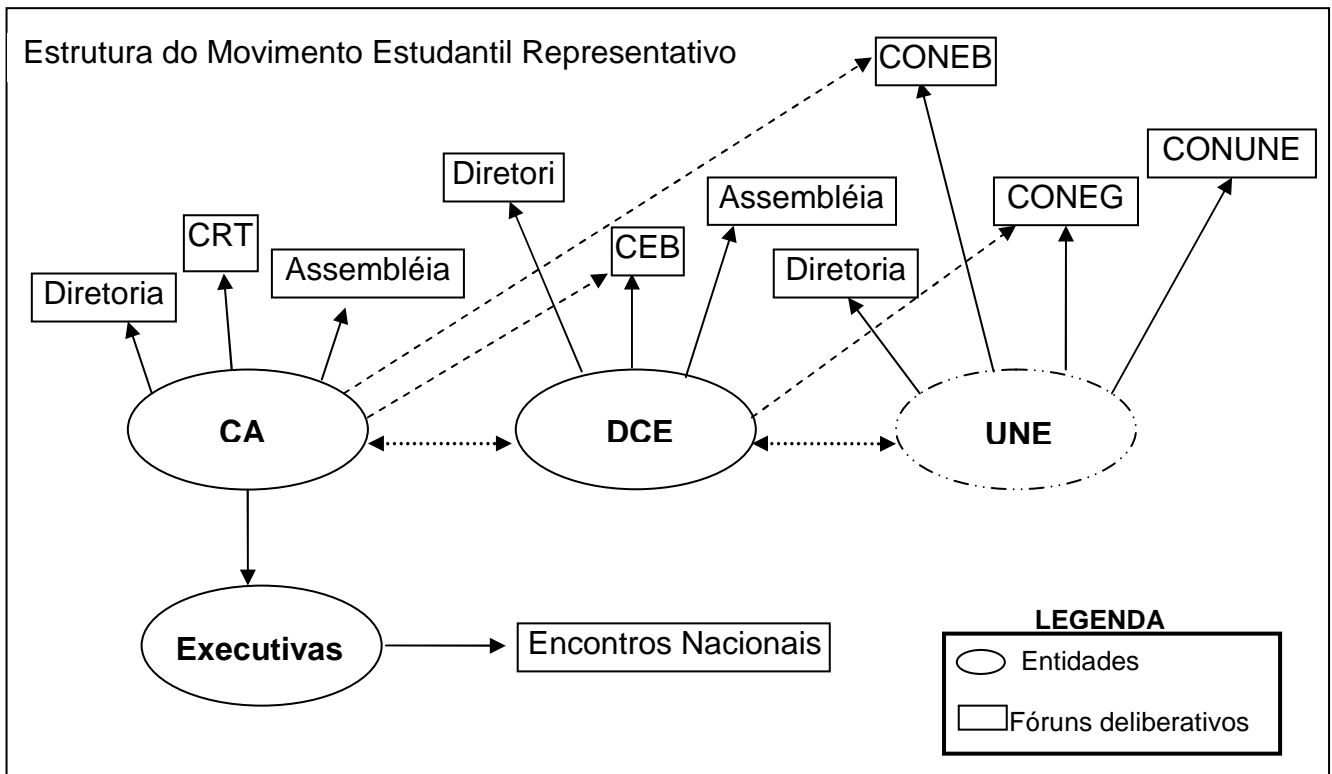 Estrutura do Movimento Estudantil Representativo
CONEB
CONUNE
Diretori
Assembléia
CONEG
CRT
CEB
Diretoria
Assembléia
Diretoria
CA
DCE
UNE
Executivas
Encontros Nacionais
LEGENDA
Entidades
Fóruns deliberativos